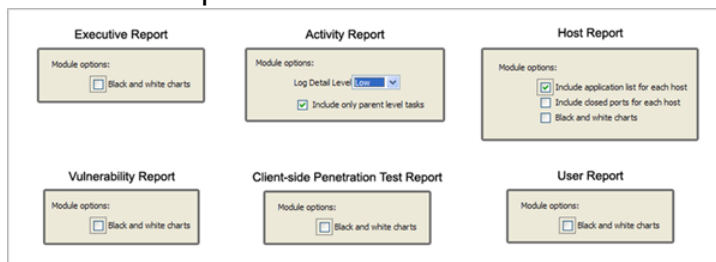 Executive Report
Module options:
Black and white charts
Activity Report
Module options:
Log Detail Level Low
Include only parent level tasks
Host Report
Module options:
Include application list for each host
Include closed ports for each host
Black and white charts
Vulnerability Report
Module options:
Black and white charts
Client-side Penetration Test Report
Module options:
Black and white charts
User Report
Module options:
Black and white charts